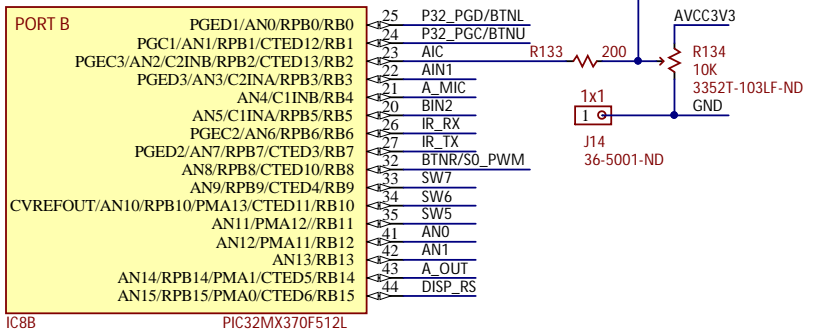 PORT B
PGED1/AN0/RPB0/RB0 25 P32_PGD/BTNL
PGC1/AN1/RPB1/CTED12/RB1 24 P32_PGC/BTNU
PGEC3/AN2/C2INB/RPB2/CTED13/RB2 23 AIC
PGED3/AN3/C2INA/RPB3/RB3 22 AIN1
AN4/C1INB/RB4 21 A_MIC
AN5/C1INA/RPB5/RB5 20 BIN2
PGEC2/AN6/RPB6/RB6 26 IR_RX
PGED2/AN7/RPB7/CTED3/RB7 27 IR_TX
AN8/RPB8/CTED10/RB8 32 BTNR/S0_PWM
AN9/RPB9/CTED4/RB9 33 SW7
CVREFOUT/AN10/RPB10/PMA13/CTED11/RB10 34 SW6
AN11/PMA12//RB11 35 SW5
AN12/PMA11/RB12 41 AN0
AN13/RB13 42 AN1
AN14/RPB14/PMA1/CTED5/RB14 43 A_OUT
AN15/RPB15/PMA0/CTED6/RB15 44 DISP_RS
IC8B PIC32MX370F512L
R133 200
AVCC3V3
R134
10K
3352T-103LF-ND
GND
1x1
1
J14
36-5001-ND